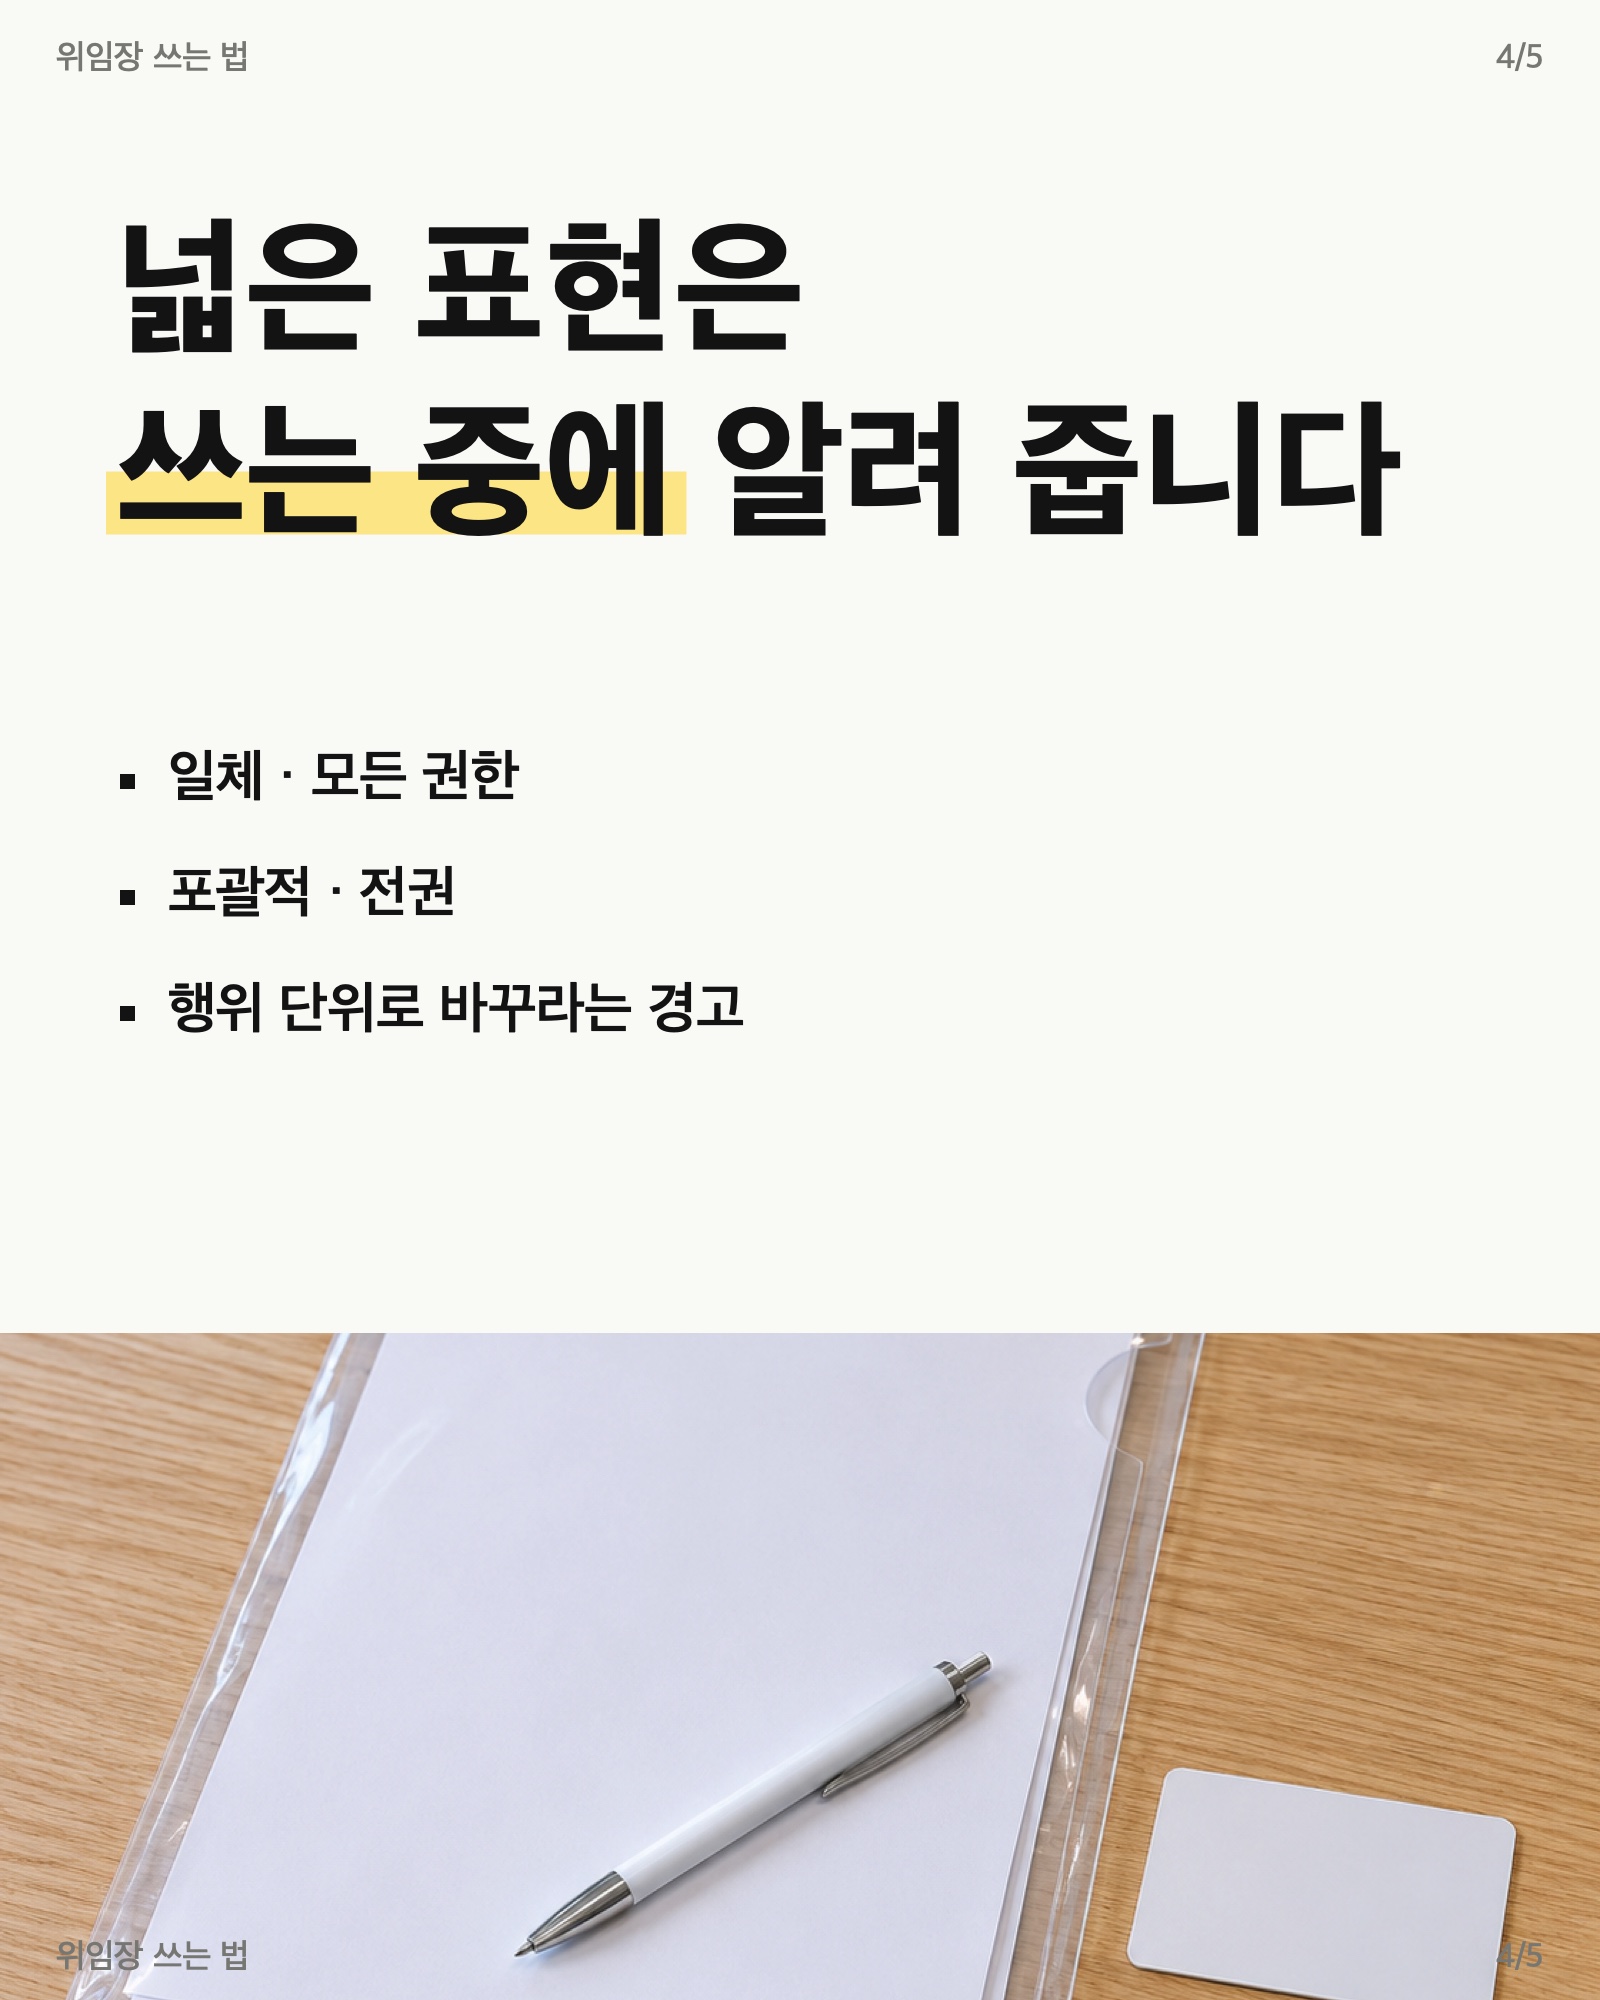 위임장 쓰는 법
4/5
넓은 표현은
쓰는 중에 알려 줍니다
▪ 일체 · 모든 권한
▪ 포괄적 · 전권
▪ 행위 단위로 바꾸라는 경고
위임장 쓰는 법
4/5